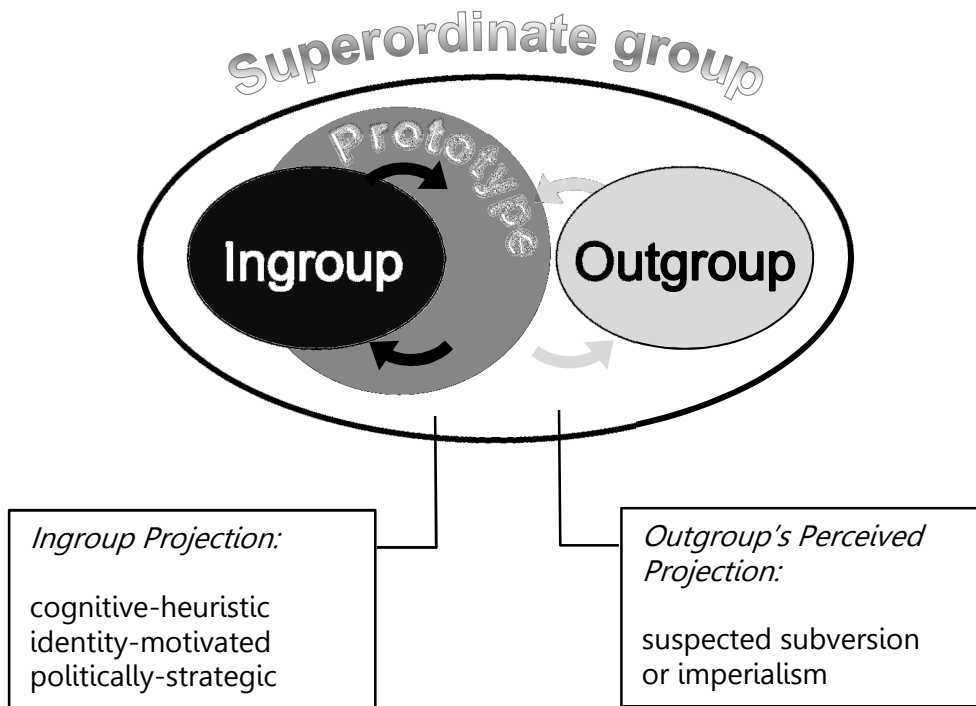 Superordinate group
Prototype
Ingroup
Outgroup
Ingroup Projection:
cognitive-heuristic
identity-motivated
politically-strategic
Outgroup’s Perceived
Projection:
suspected subversion
or imperialism